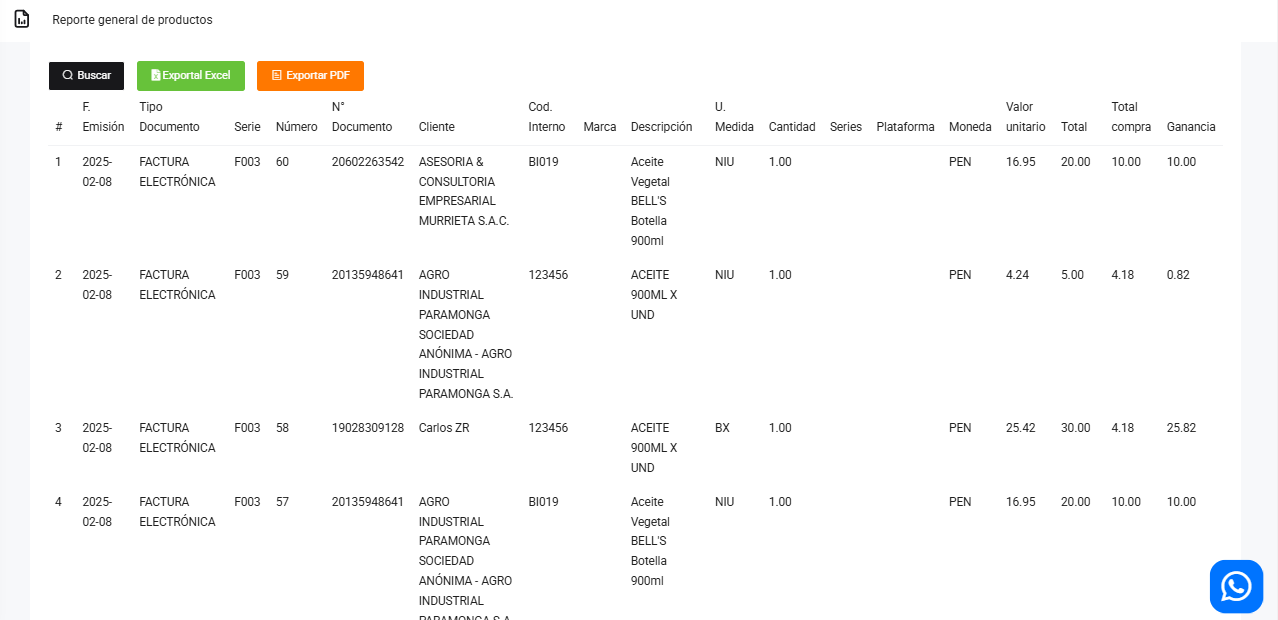 Reporte general de productos
Buscar Exportal Excel Exportar PDF
# F. Emisión Tipo Documento Serie Número N° Documento Cliente Cod. Interno Marca Descripción U. Medida Cantidad Series Plataforma Moneda Valor unitario Total Total compra Ganancia
1 2025-02-08 FACTURA ELECTRÓNICA F003 60 20602263542 ASESORIA & CONSULTORIA EMPRESARIAL MURRIETA S.A.C. BI019 Aceite Vegetal BELL'S Botella 900ml NIU 1.00 PEN 16.95 20.00 10.00 10.00
2 2025-02-08 FACTURA ELECTRÓNICA F003 59 20135948641 AGRO INDUSTRIAL PARAMONGA SOCIEDAD ANÓNIMA - AGRO INDUSTRIAL PARAMONGA S.A. 123456 ACEITE 900ML X UND NIU 1.00 PEN 4.24 5.00 4.18 0.82
3 2025-02-08 FACTURA ELECTRÓNICA F003 58 19028309128 Carlos ZR 123456 ACEITE 900ML X UND BX 1.00 PEN 25.42 30.00 4.18 25.82
4 2025-02-08 FACTURA ELECTRÓNICA F003 57 20135948641 AGRO INDUSTRIAL PARAMONGA SOCIEDAD ANÓNIMA - AGRO INDUSTRIAL PARAMONGA S.A. BI019 Aceite Vegetal BELL'S Botella 900ml NIU 1.00 PEN 16.95 20.00 10.00 10.00